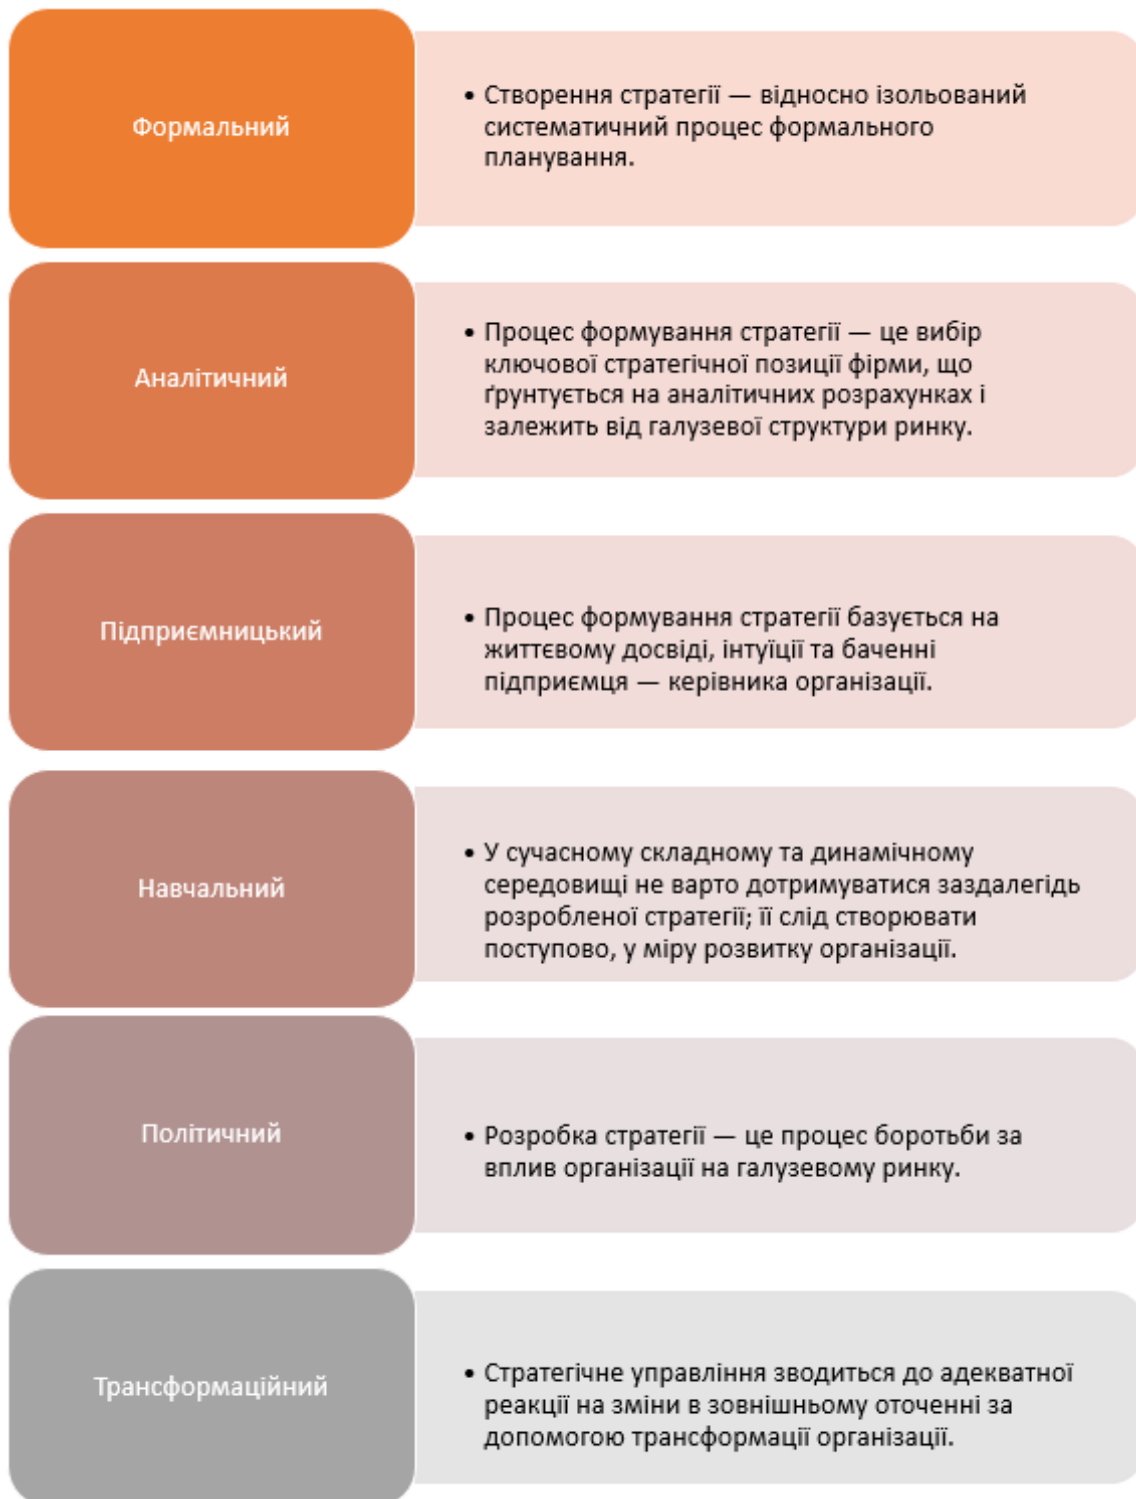 Формальний
• Створення стратегії — відносно ізольований
систематичний процес формального
планування.
Аналітичний
• Процес формування стратегії — це вибір
ключової стратегічної позиції фірми, що
ґрунтується на аналітичних розрахунках і
залежить від галузевої структури ринку.
Підприємницький
• Процес формування стратегії базується на
життєвому досвіді, інтуїції та баченні
підприємця — керівника організації.
Навчальний
• У сучасному складному та динамічному
середовищі не варто дотримуватися заздалегідь
розробленої стратегії; її слід створювати
поступово, у міру розвитку організації.
Політичний
• Розробка стратегії — це процес боротьби за
вплив організації на галузевому ринку.
Трансформаційний
• Стратегічне управління зводиться до адекватної
реакції на зміни в зовнішньому оточенні за
допомогою трансформації організації.